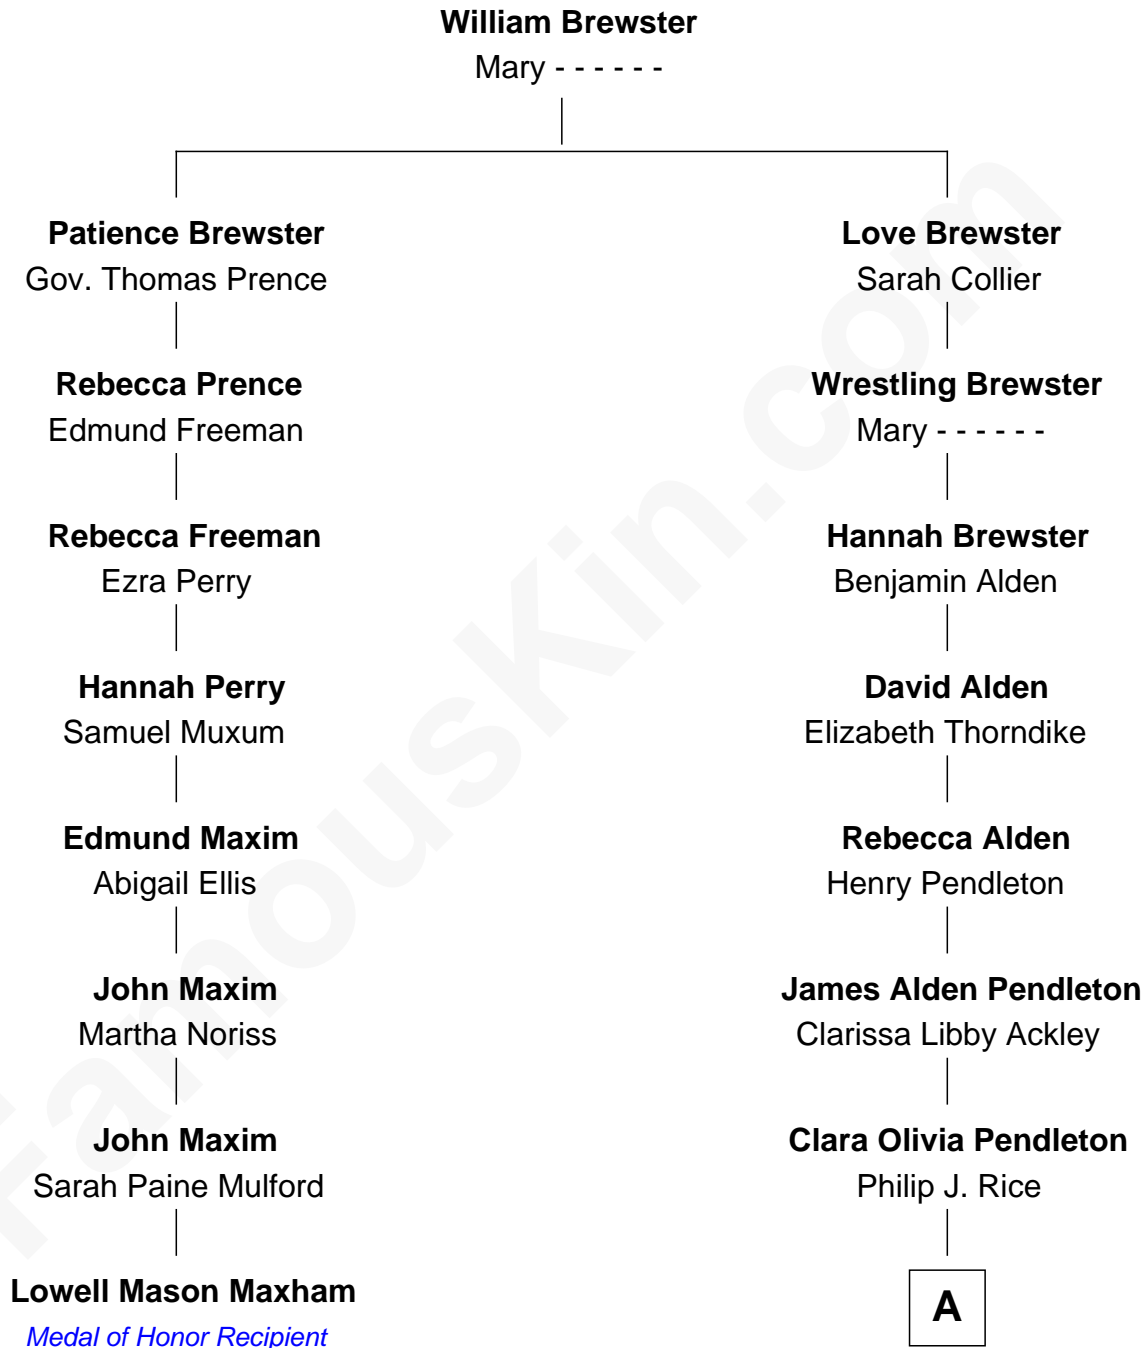 William Brewster
Mary - - - - - -
Patience Brewster
Gov. Thomas Prence
Love Brewster
Sarah Collier
Rebecca Prence
Edmund Freeman
Wrestling Brewster
Mary - - - - - -
Rebecca Freeman
Ezra Perry
Hannah Brewster
Benjamin Alden
Hannah Perry
Samuel Muxum
David Alden
Elizabeth Thorndike
Edmund Maxim
Abigail Ellis
Rebecca Alden
Henry Pendleton
John Maxim
Martha Noriss
James Alden Pendleton
Clarissa Libby Ackley
John Maxim
Sarah Paine Mulford
Clara Olivia Pendleton
Philip J. Rice
Lowell Mason Maxham
Medal of Honor Recipient
A
FamousKin.com